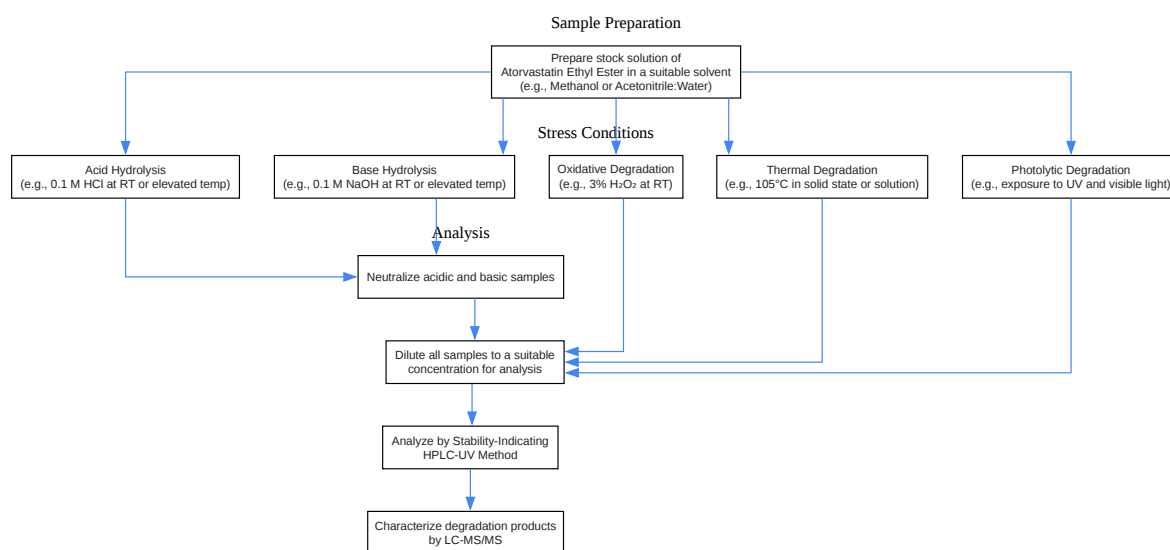 Sample Preparation
Prepare stock solution of
Atorvastatin Ethyl Ester in a suitable solvent
(e.g., Methanol or Acetonitrile:Water)
Stress Conditions
Acid Hydrolysis
(e.g., 0.1 M HCl at RT or elevated temp)
Base Hydrolysis
(e.g., 0.1 M NaOH at RT or elevated temp)
Oxidative Degradation
(e.g., 3% H₂O₂ at RT)
Thermal Degradation
(e.g., 105°C in solid state or solution)
Photolytic Degradation
(e.g., exposure to UV and visible light)
Analysis
Neutralize acidic and basic samples
Dilute all samples to a suitable
concentration for analysis
Analyze by Stability-Indicating
HPLC-UV Method
Characterize degradation products
by LC-MS/MS